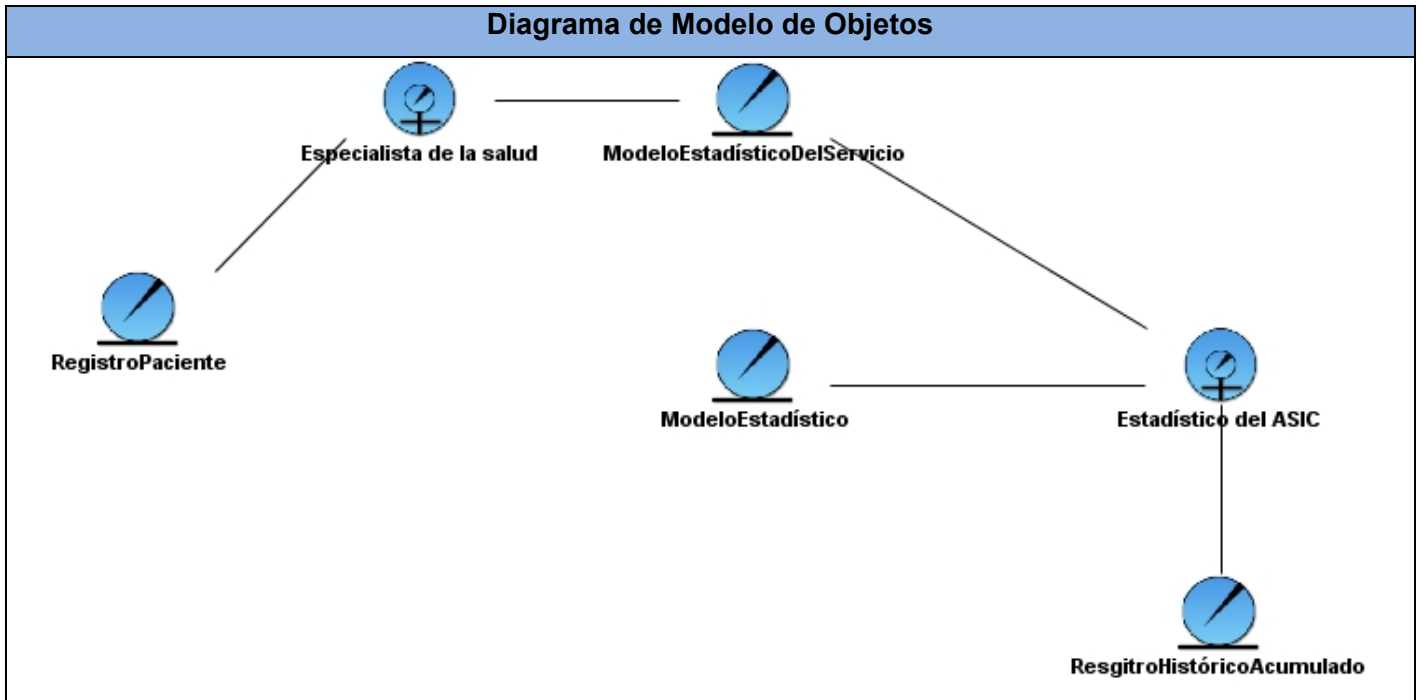 Diagrama de Modelo de Objetos
Especialista de la salud
ModeloEstadísticoDelServicio
RegistroPaciente
ModeloEstadístico
Estadístico del ASIC
ResgitroHistóricoAcumulado